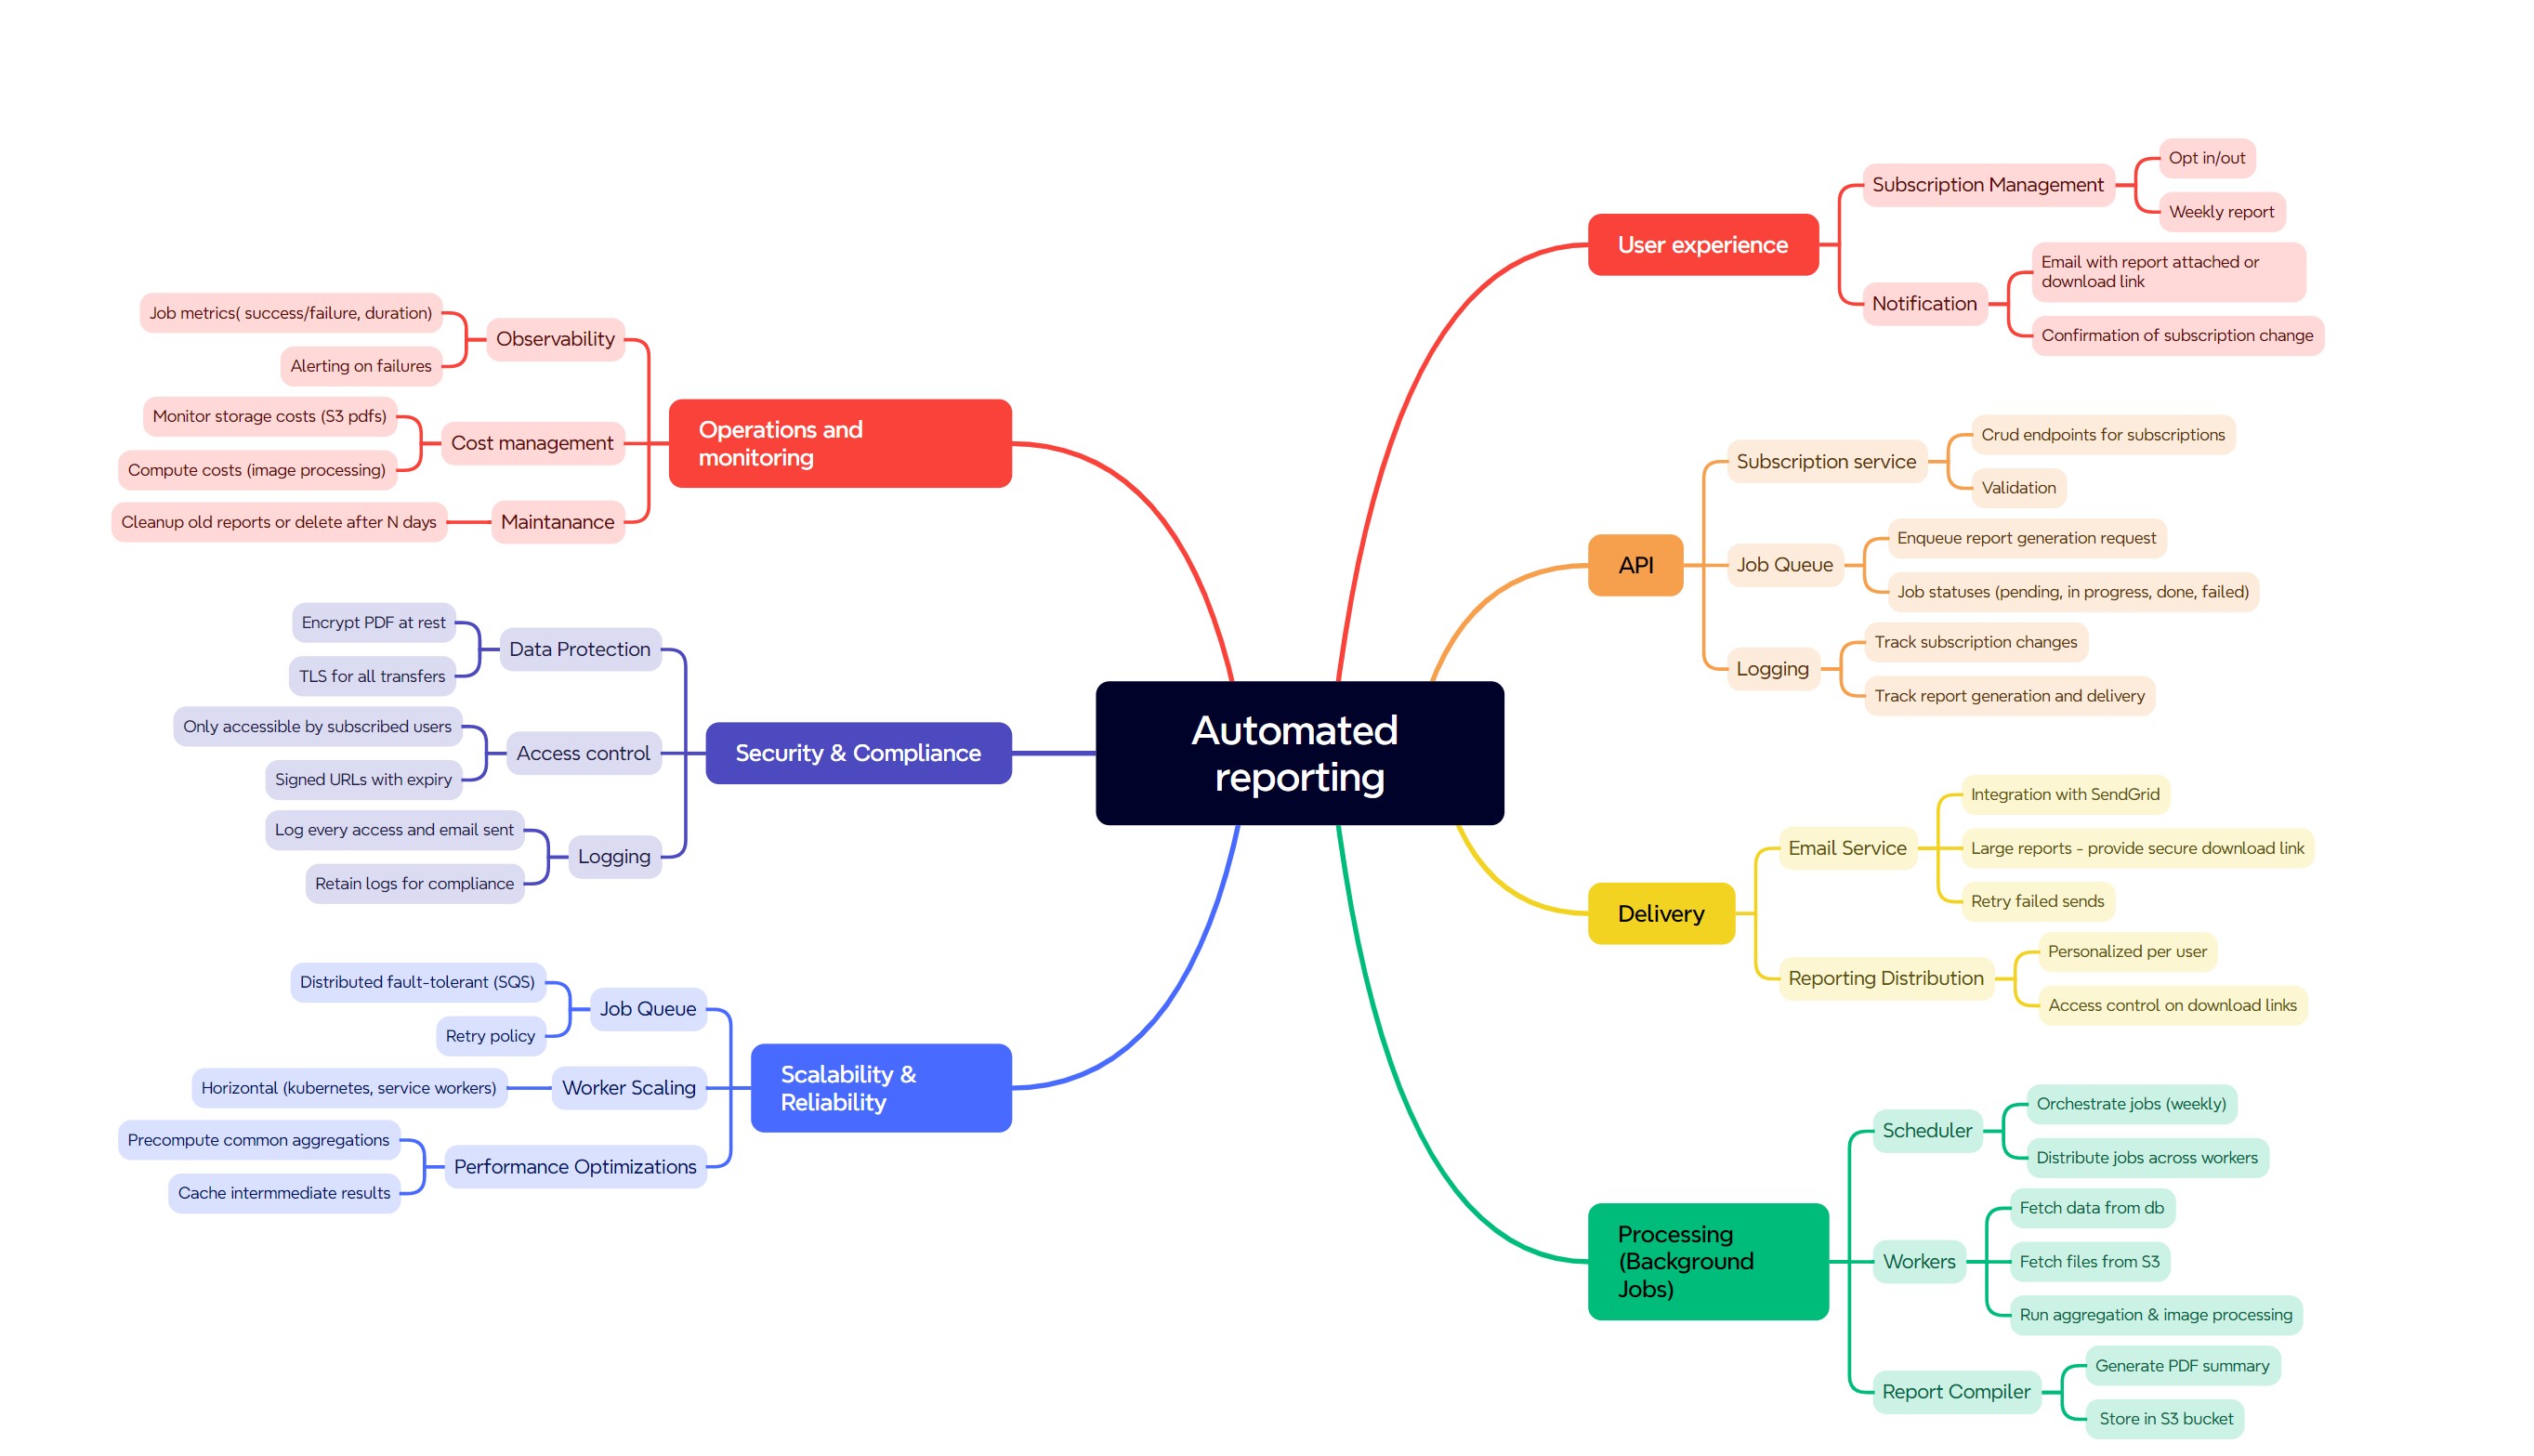 Automated
reporting
User experience
Subscription Management
Opt in/out
Weekly report
Notification
Email with report attached or
download link
Confirmation of subscription change
API
Subscription service
Crud endpoints for subscriptions
Validation
Job Queue
Enqueue report generation request
Job statuses (pending, in progress, done, failed)
Logging
Track subscription changes
Track report generation and delivery
Delivery
Email Service
Integration with SendGrid
Large reports - provide secure download link
Retry failed sends
Reporting Distribution
Personalized per user
Access control on download links
Processing
(Background
Jobs)
Scheduler
Orchestrate jobs (weekly)
Distribute jobs across workers
Workers
Fetch data from db
Fetch files from S3
Run aggregation & image processing
Report Compiler
Generate PDF summary
Store in S3 bucket
Operations and
monitoring
Observability
Job metrics( success/failure, duration)
Alerting on failures
Cost management
Monitor storage costs (S3 pdfs)
Compute costs (image processing)
Maintanance
Cleanup old reports or delete after N days
Security & Compliance
Data Protection
Encrypt PDF at rest
TLS for all transfers
Access control
Only accessible by subscribed users
Signed URLs with expiry
Logging
Log every access and email sent
Retain logs for compliance
Scalability &
Reliability
Job Queue
Distributed fault-tolerant (SQS)
Retry policy
Worker Scaling
Horizontal (kubernetes, service workers)
Performance Optimizations
Precompute common aggregations
Cache intermmediate results